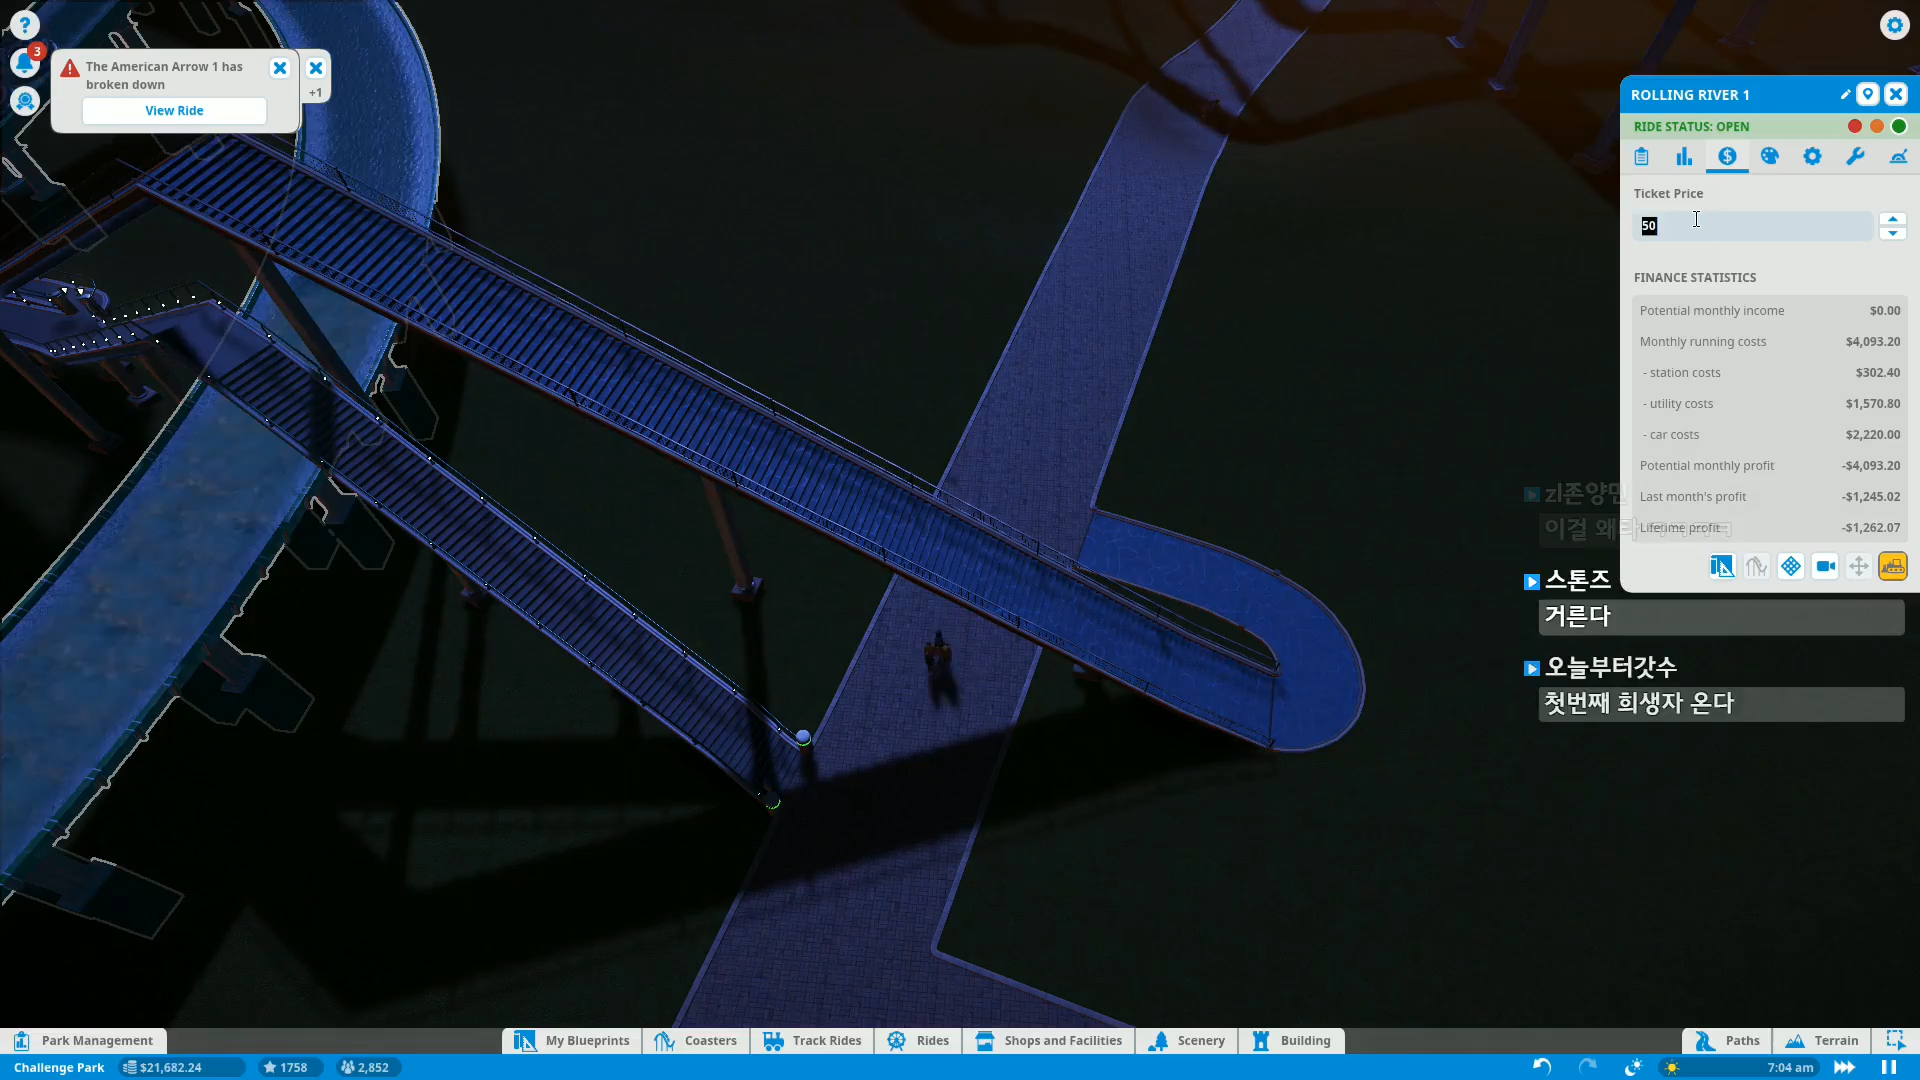 ?
3
The American Arrow 1 has
broken down
View Ride
+1
ROLLING RIVER 1
RIDE STATUS: OPEN
Ticket Price
50
FINANCE STATISTICS
Potential monthly income $0.00
Monthly running costs $4,093.20
- station costs $302.40
- utility costs $1,570.80
- car costs $2,220.00
Potential monthly profit -$4,093.20
Last month's profit -$1,245.02
Lifetime profit -$1,262.07
이걸 왜타
스톤즈
거른다
오늘부터갓수
첫번째 희생자 온다
Park Management
My Blueprints
Coasters
Track Rides
Rides
Shops and Facilities
Scenery
Building
Paths
Terrain
Challenge Park
$21,682.24
1758
2,852
7:04 am